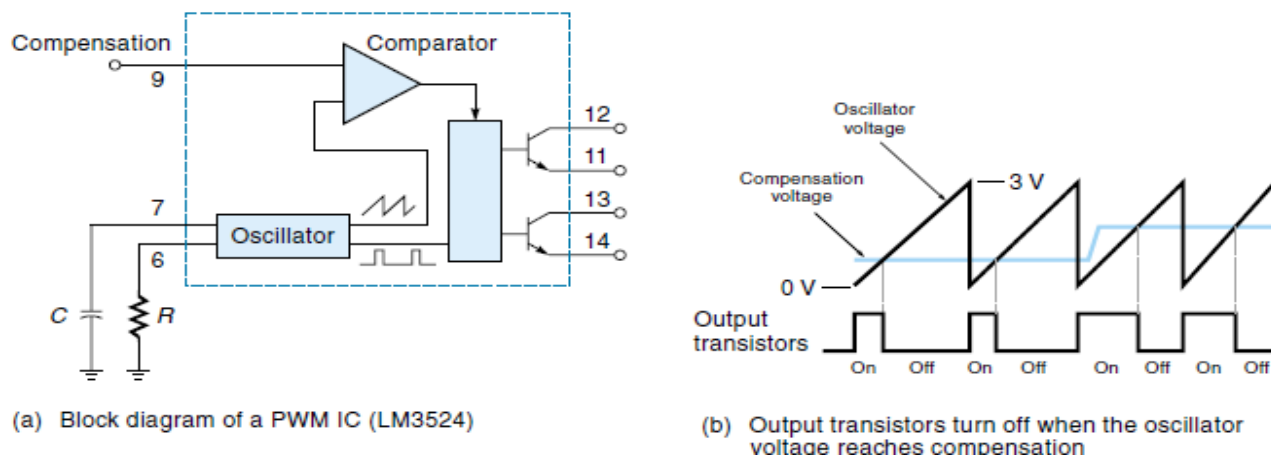 Compensation
9
Comparator
12
11
13
14
7
6
Oscillator
C
R
(a) Block diagram of a PWM IC (LM3524)
Oscillator
voltage
Compensation
voltage
3 V
0 V
Output
transistors
On Off On Off On Off On Off
(b) Output transistors turn off when the oscillator
voltage reaches compensation